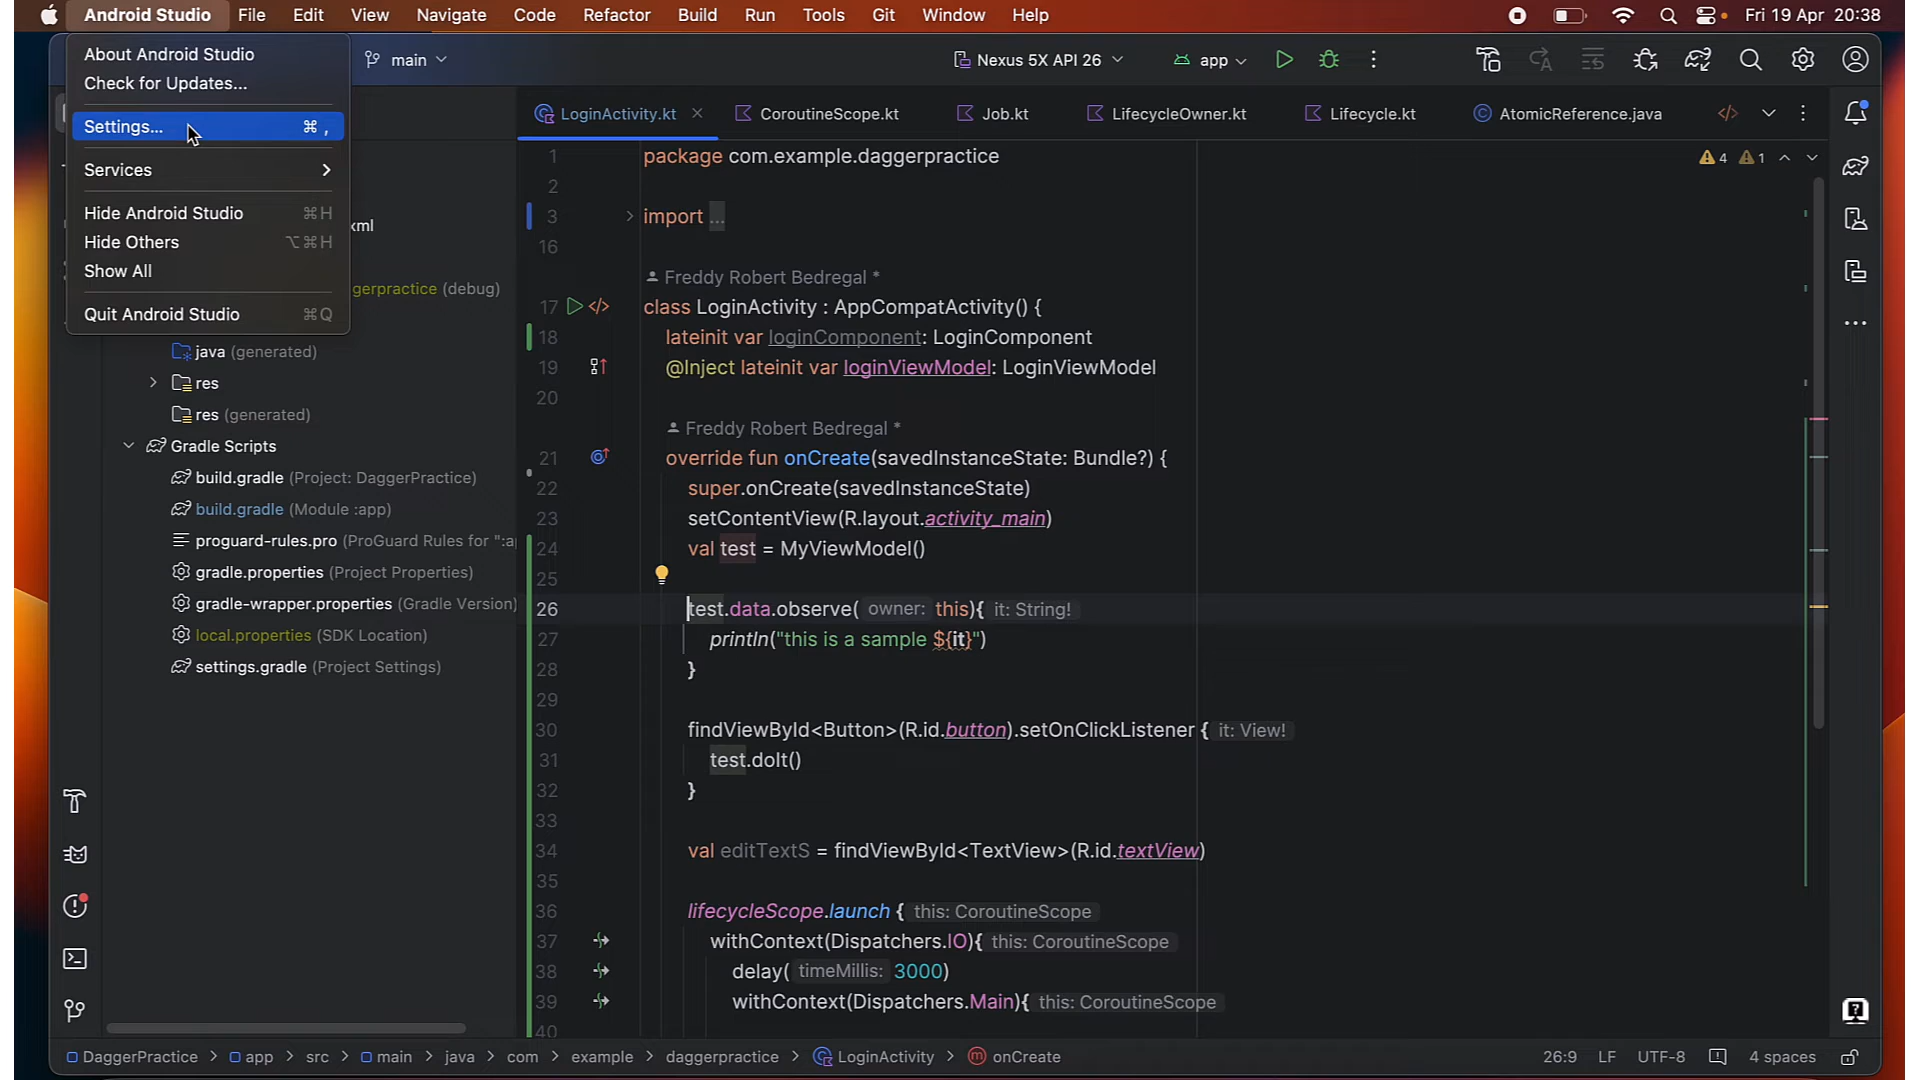 Android Studio File Edit View Navigate Code Refactor Build Run Tools Git Window Help Fri 19 Apr 20:38
About Android Studio
Check for Updates...
Settings... ⌘ ,
Services
Hide Android Studio ⌘H
Hide Others ⌥⌘H
Show All
Quit Android Studio ⌘Q
main Nexus 5X API 26 app
LoginActivity.kt CoroutineScope.kt Job.kt LifecycleOwner.kt Lifecycle.kt AtomicReference.java
xml
gerpractice (debug)
java (generated)
res
res (generated)
Gradle Scripts
build.gradle (Project: DaggerPractice)
build.gradle (Module :app)
proguard-rules.pro (ProGuard Rules for ":ap
gradle.properties (Project Properties)
gradle-wrapper.properties (Gradle Version)
local.properties (SDK Location)
settings.gradle (Project Settings)
4 1
1 package com.example.daggerpractice
2
3 import ...
16
Freddy Robert Bedregal *
17 class LoginActivity : AppCompatActivity() {
18 lateinit var loginComponent: LoginComponent
19 @Inject lateinit var loginViewModel: LoginViewModel
20
Freddy Robert Bedregal *
21 override fun onCreate(savedInstanceState: Bundle?) {
22 super.onCreate(savedInstanceState)
23 setContentView(R.layout.activity_main)
24 val test = MyViewModel()
25
26 test.data.observe( owner: this){ it: String!
27 println("this is a sample ${it}")
28 }
29
30 findViewById<Button>(R.id.button).setOnClickListener { it: View!
31 test.doIt()
32 }
33
34 val editTextS = findViewById<TextView>(R.id.textView)
35
36 lifecycleScope.launch { this: CoroutineScope
37 withContext(Dispatchers.IO){ this: CoroutineScope
38 delay( timeMillis: 3000)
39 withContext(Dispatchers.Main){ this: CoroutineScope
40
DaggerPractice > app > src > main > java > com > example > daggerpractice > LoginActivity > onCreate 26:9 LF UTF-8 4 spaces